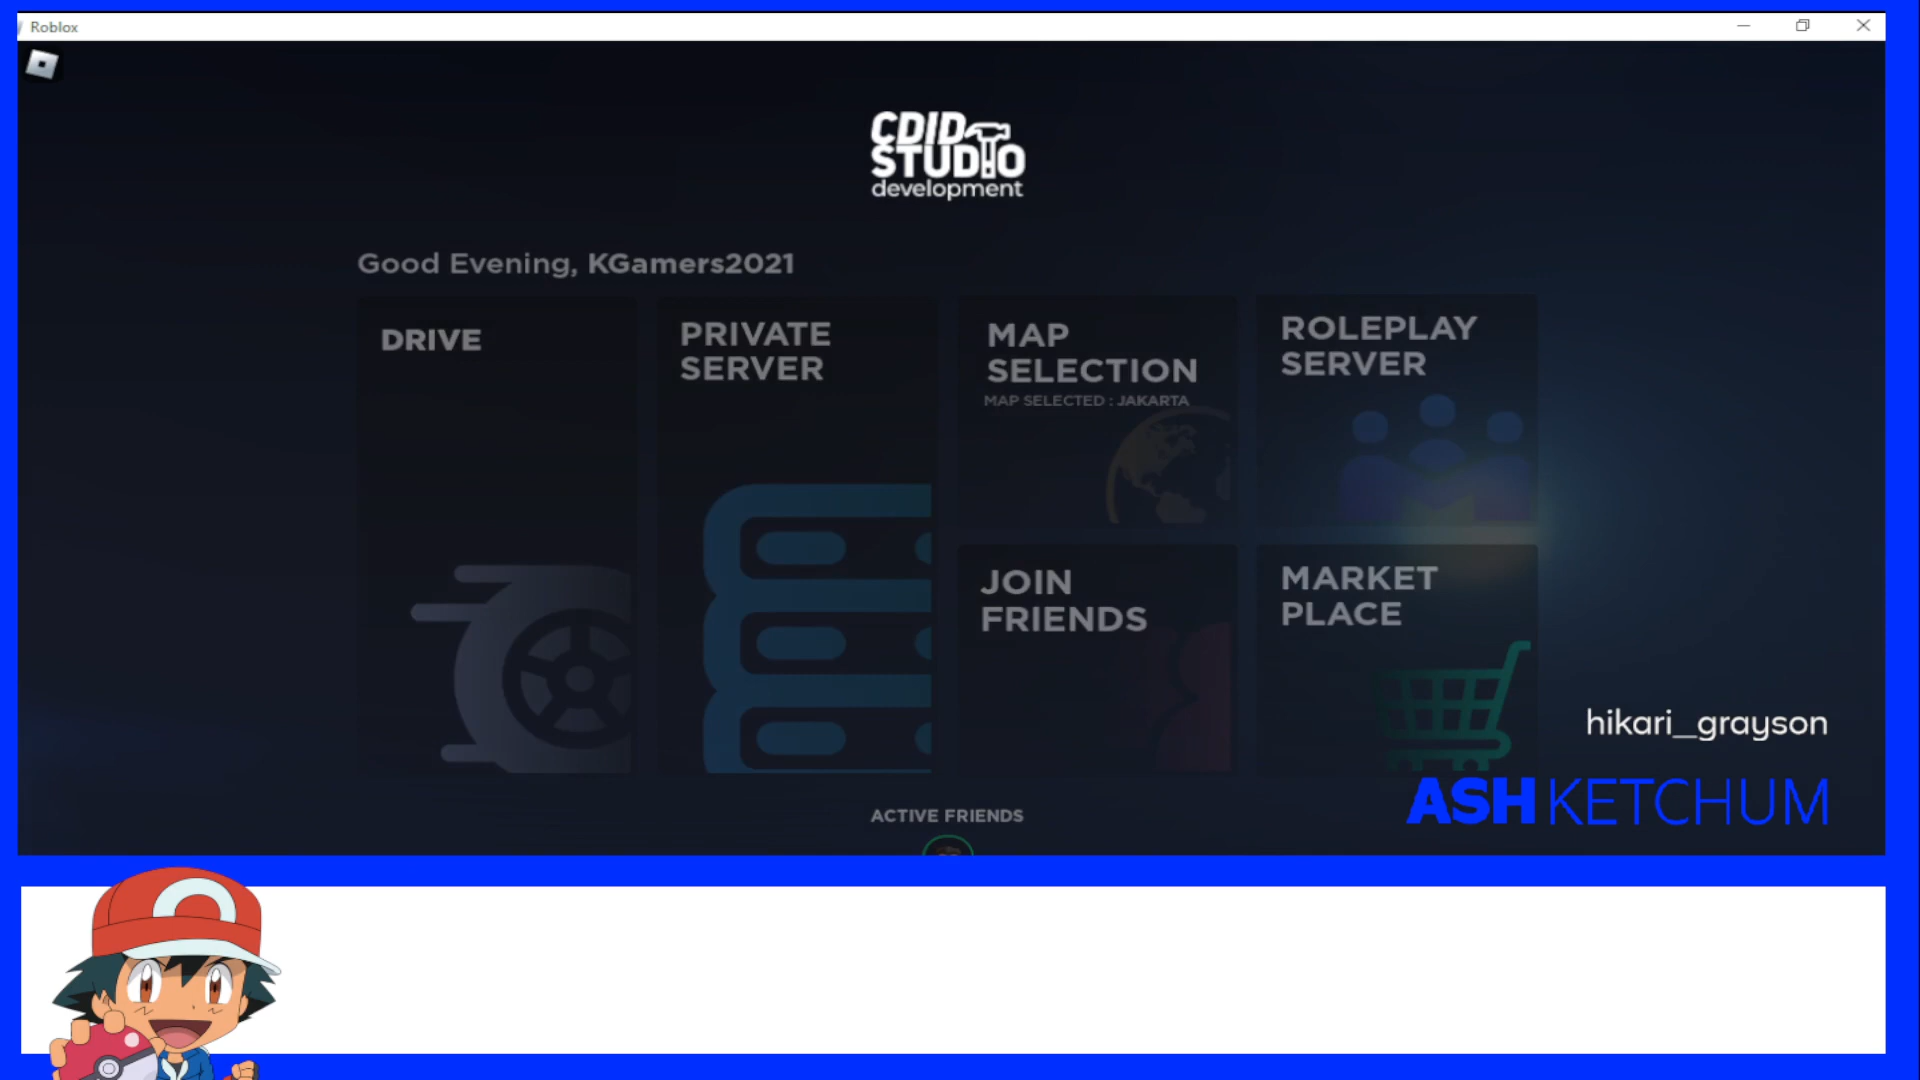 Roblox
CDID
STUDIO
development
Good Evening, KGamers2021
DRIVE
PRIVATE
SERVER
MAP
SELECTION
MAP SELECTED : JAKARTA
ROLEPLAY
SERVER
JOIN
FRIENDS
MARKET
PLACE
hikari_grayson
ASH KETCHUM
ACTIVE FRIENDS